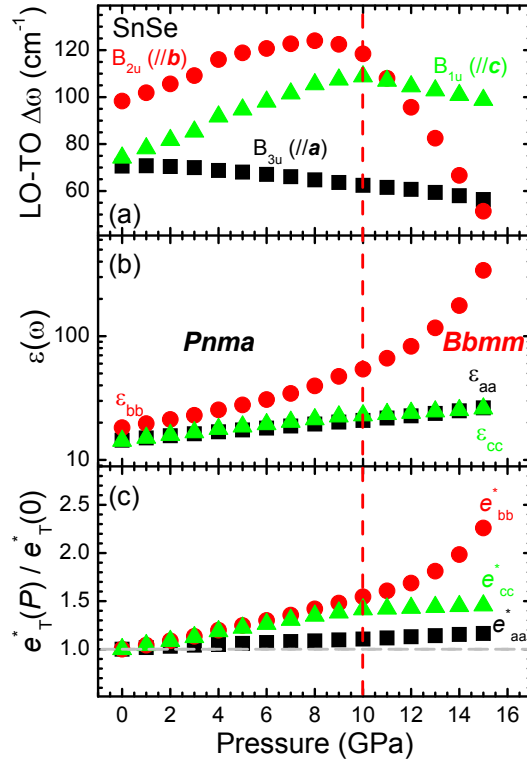 SnSe
B2u (//b)
B1u (//c)
B3u (//a)
LO-TO Δω (cm-1)
120
100
80
60
(a)
(b)
ε(ω)
100
10
Pnma
Bbmm
εbb
εaa
εcc
(c)
e*T(P) / e*T(0)
2.5
2.0
1.5
1.0
e*bb
e*cc
e*aa
0 2 4 6 8 10 12 14 16
Pressure (GPa)